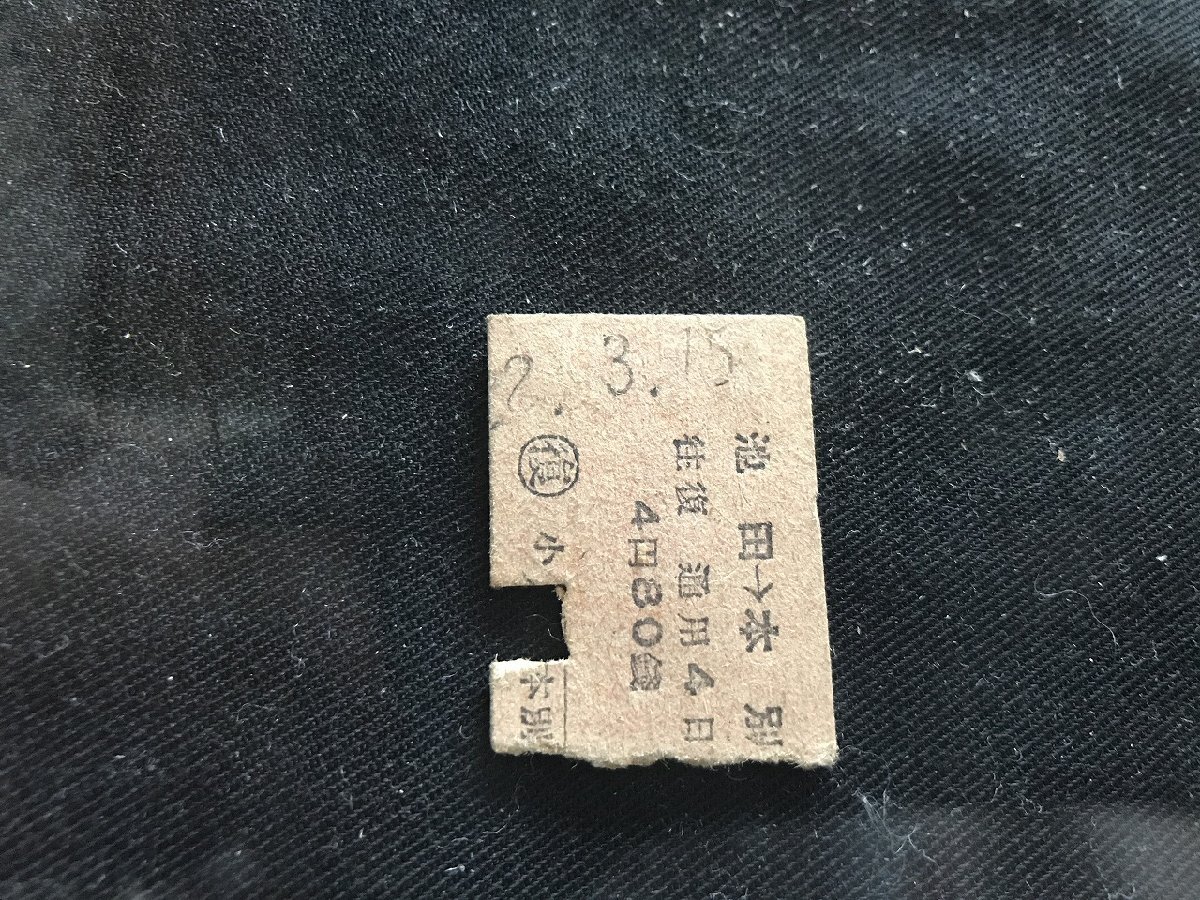 2. 3.15
池田→本別
往復 通用4日
4円80銭
復 小
本別